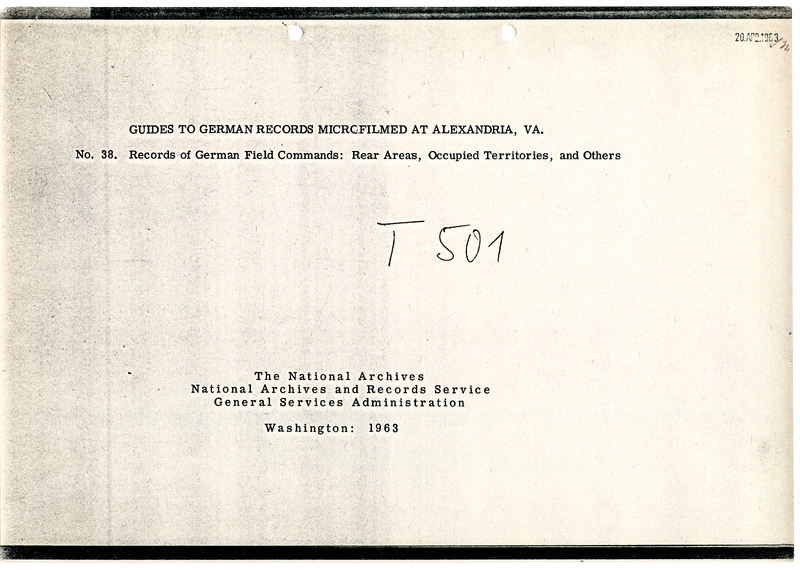 20.APR.1963
GUIDES TO GERMAN RECORDS MICROFILMED AT ALEXANDRIA, VA.
No. 38. Records of German Field Commands: Rear Areas, Occupied Territories, and Others
T 501
The National Archives
National Archives and Records Service
General Services Administration
Washington: 1963